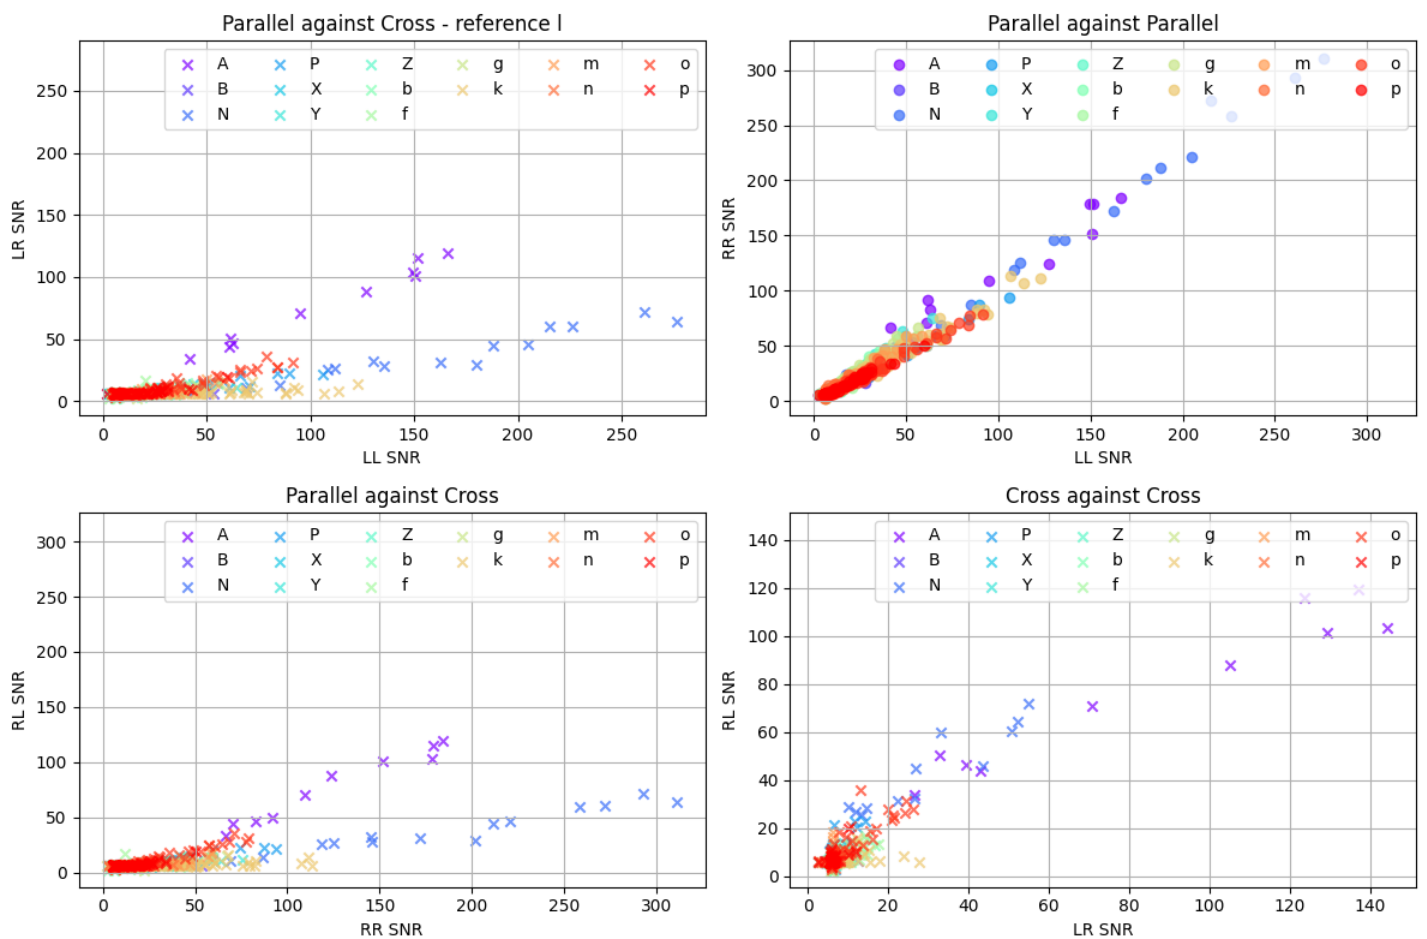 Parallel against Cross - reference l
A P Z g m o
B X b k n p
N Y f
250
200
150
100
50
0
LR SNR
0 50 100 150 200 250
LL SNR
Parallel against Parallel
A P Z g m o
B X b k n p
N Y f
300
250
200
150
100
50
0
RR SNR
0 50 100 150 200 250 300
LL SNR
Parallel against Cross
A P Z g m o
B X b k n p
N Y f
300
250
200
150
100
50
0
RL SNR
0 50 100 150 200 250 300
RR SNR
Cross against Cross
A P Z g m o
B X b k n p
N Y f
140
120
100
80
60
40
20
0
RL SNR
0 20 40 60 80 100 120 140
LR SNR